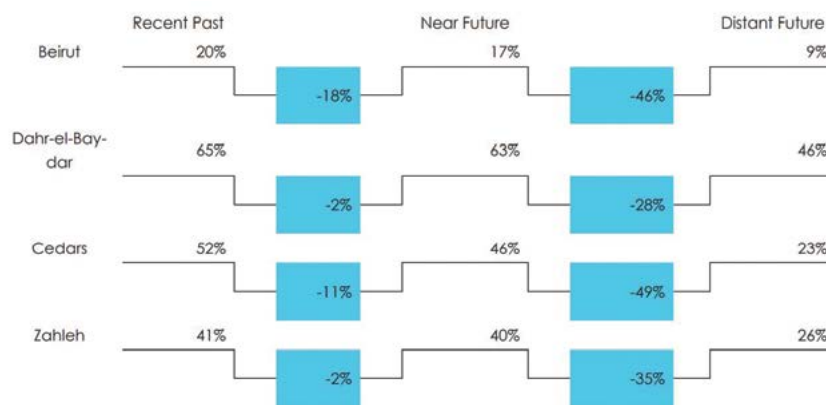 Recent Past Near Future Distant Future
Beirut 20% 17% 9%
-18% -46%
Dahr-el-Bay-
dar 65% 63% 46%
-2% -28%
Cedars 52% 46% 23%
-11% -49%
Zahleh 41% 40% 26%
-2% -35%